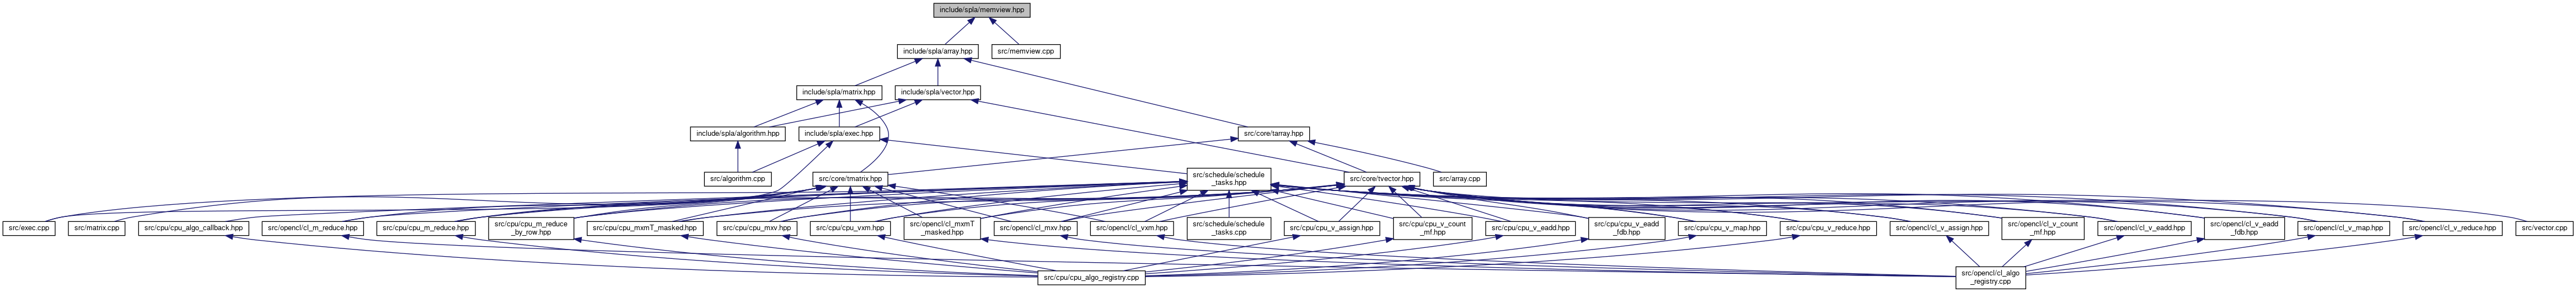 include/spla/memview.hpp
include/spla/array.hpp
src/memview.cpp
include/spla/matrix.hpp
include/spla/vector.hpp
include/spla/algorithm.hpp
include/spla/exec.hpp
src/core/tarray.hpp
src/algorithm.cpp
src/core/tmatrix.hpp
src/schedule/schedule
_tasks.hpp
src/core/tvector.hpp
src/array.cpp
src/exec.cpp
src/matrix.cpp
src/cpu/cpu_algo_callback.hpp
src/opencl/cl_m_reduce.hpp
src/cpu/cpu_m_reduce.hpp
src/cpu/cpu_m_reduce
_by_row.hpp
src/cpu/cpu_mxmT_masked.hpp
src/cpu/cpu_mxv.hpp
src/cpu/cpu_vxm.hpp
src/opencl/cl_mxmT
_masked.hpp
src/opencl/cl_mxv.hpp
src/opencl/cl_vxm.hpp
src/schedule/schedule
_tasks.cpp
src/cpu/cpu_v_assign.hpp
src/cpu/cpu_v_count
_mf.hpp
src/cpu/cpu_v_eadd.hpp
src/cpu/cpu_v_eadd
_fdb.hpp
src/cpu/cpu_v_map.hpp
src/cpu/cpu_v_reduce.hpp
src/opencl/cl_v_assign.hpp
src/opencl/cl_v_count
_mf.hpp
src/opencl/cl_v_eadd.hpp
src/opencl/cl_v_eadd
_fdb.hpp
src/opencl/cl_v_map.hpp
src/opencl/cl_v_reduce.hpp
src/vector.cpp
src/cpu/cpu_algo_registry.cpp
src/opencl/cl_algo
_registry.cpp